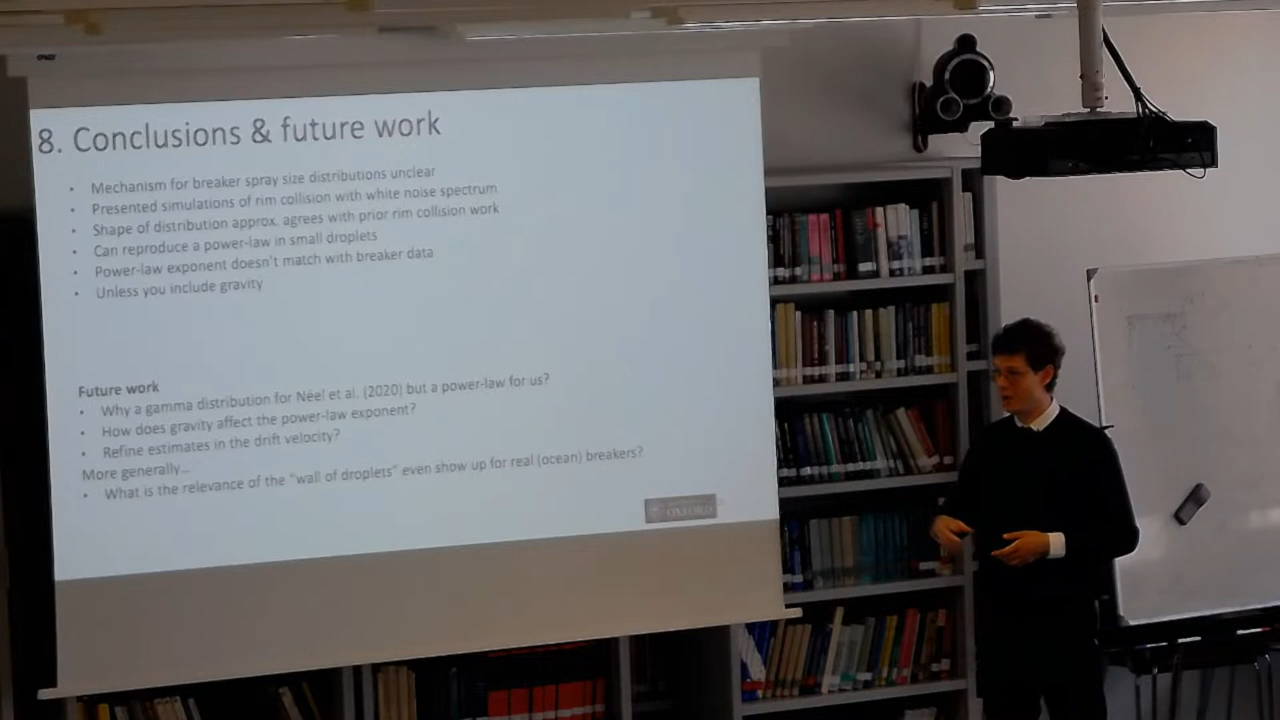 8. Conclusions & future work
• Mechanism for breaker spray size distributions unclear
• Presented simulations of rim collision with white noise spectrum
• Shape of distribution approx. agrees with prior rim collision work
• Can reproduce a power-law in small droplets
• Power-law exponent doesn't match with breaker data
• Unless you include gravity
Future work
• Why a gamma distribution for Néel et al. (2020) but a power-law for us?
• How does gravity affect the power-law exponent?
• Refine estimates in the drift velocity?
More generally...
• What is the relevance of the "wall of droplets" even show up for real (ocean) breakers?
OXFORD